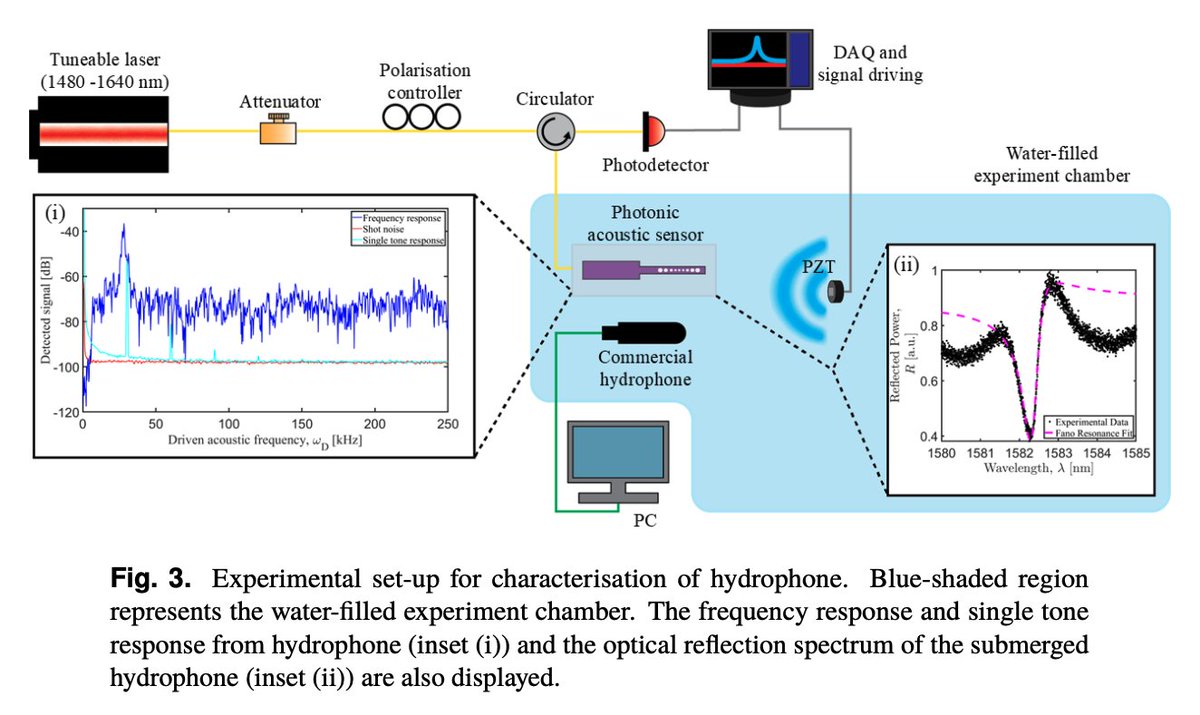 Tuneable laser
(1480 -1640 nm)
Attenuator
Polarisation
controller
Circulator
Photodetector
DAQ and
signal driving
Water-filled
experiment chamber
Photonic
acoustic sensor
PZT
Commercial
hydrophone
PC
(i)
Frequency response
Shot noise
Single tone response
Detected signal [dB]
-40
-60
-80
-100
-120
0
50
100
150
200
250
Driven acoustic frequency, ω_D [kHz]
(ii)
Reflected Power,
R [a.u.]
1
0.8
0.6
0.4
Experimental Data
Fano Resonance Fit
1580
1581
1582
1583
1584
1585
Wavelength, λ [nm]
Fig. 3. Experimental set-up for characterisation of hydrophone. Blue-shaded region
represents the water-filled experiment chamber. The frequency response and single tone
response from hydrophone (inset (i)) and the optical reflection spectrum of the submerged
hydrophone (inset (ii)) are also displayed.